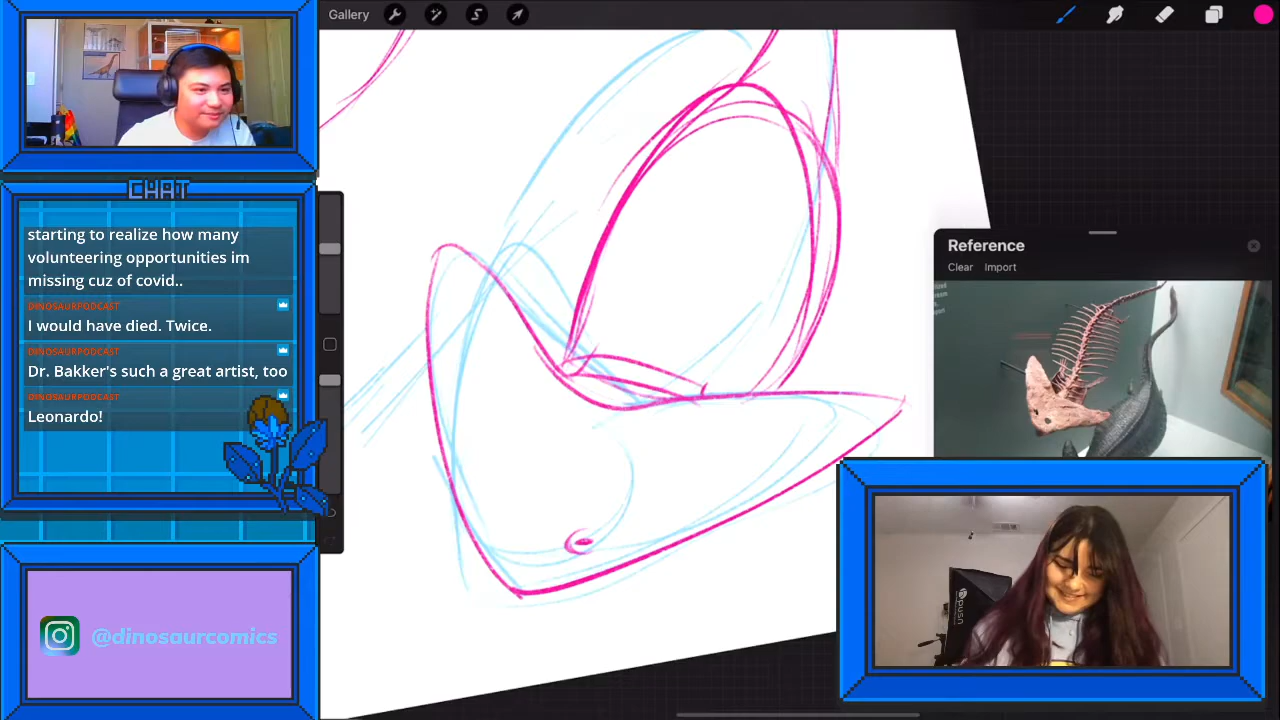 Gallery
CHAT
starting to realize how many
volunteering opportunities im
missing cuz of covid..
DINOSAURPODCAST
I would have died. Twice.
DINOSAURPODCAST
Dr. Bakker's such a great artist, too
DINOSAURPODCAST
Leonardo!
@dinosaurcomics
Reference
Clear Import